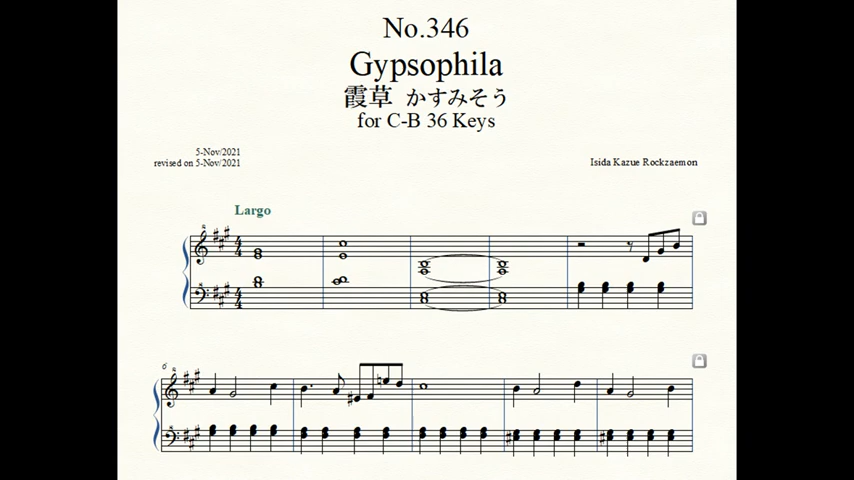 No.346
Gypsophila
霞草 かすみそう
for C-B 36 Keys
5-Nov/2021
revised on 5-Nov/2021
Isida Kazue Rockzaemon
Largo
6